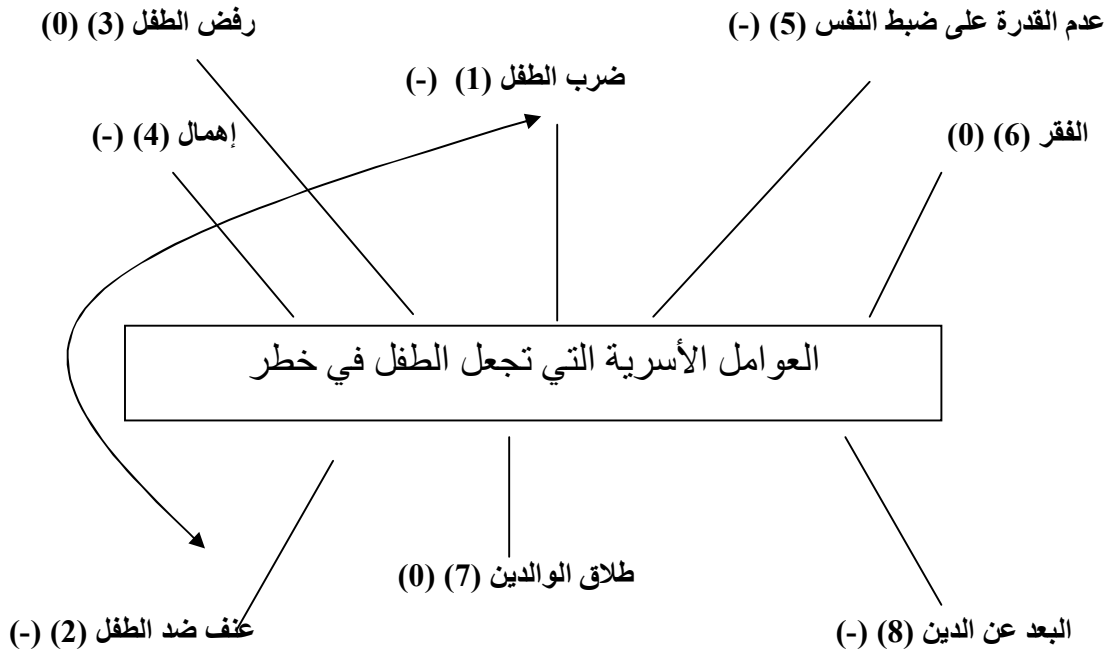 عدم القدرة على ضبط النفس (5) (-)
رفض الطفل (3) (0)
ضرب الطفل (1) (-)
الفقر (6) (0)
إهمال (4) (-)
العوامل الأسرية التي تجعل الطفل في خطر
طلاق الوالدين (7) (0)
البعد عن الدين (8) (-)
عنف ضد الطفل (2) (-)